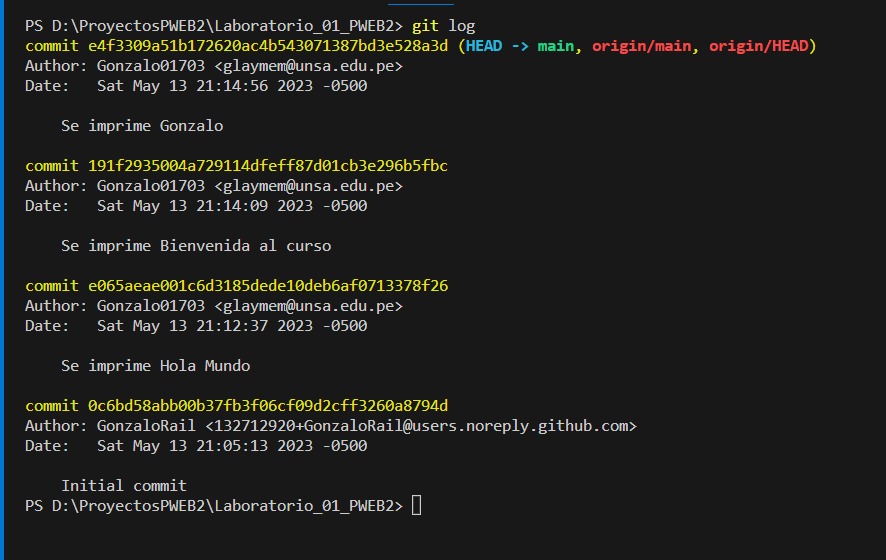 PS D:\ProyectosPWEB2\Laboratorio_01_PWEB2> git log
commit e4f3309a51b172620ac4b543071387bd3e528a3d (HEAD -> main, origin/main, origin/HEAD)
Author: Gonzalo01703 <glaymem@unsa.edu.pe>
Date:   Sat May 13 21:14:56 2023 -0500
    Se imprime Gonzalo
commit 191f2935004a729114dfeff87d01cb3e296b5fbc
Author: Gonzalo01703 <glaymem@unsa.edu.pe>
Date:   Sat May 13 21:14:09 2023 -0500
    Se imprime Bienvenida al curso
commit e065aeae001c6d3185dede10deb6af0713378f26
Author: Gonzalo01703 <glaymem@unsa.edu.pe>
Date:   Sat May 13 21:12:37 2023 -0500
    Se imprime Hola Mundo
commit 0c6bd58abb00b37fb3f06cf09d2cff3260a8794d
Author: GonzaloRail <132712920+GonzaloRail@users.noreply.github.com>
Date:   Sat May 13 21:05:13 2023 -0500
    Initial commit
PS D:\ProyectosPWEB2\Laboratorio_01_PWEB2>